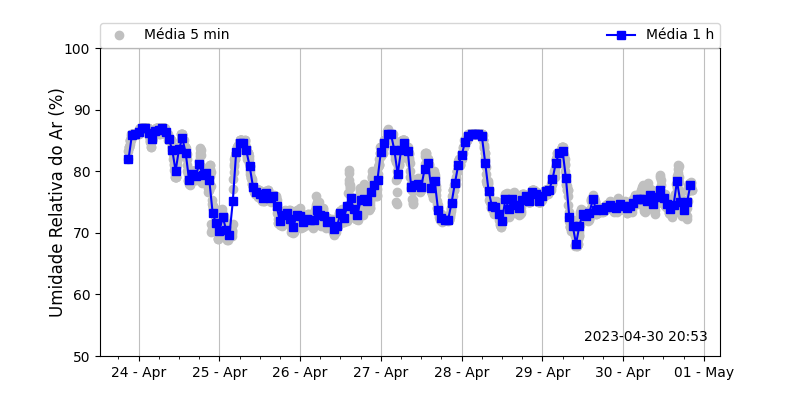 Média 5 min Média 1 h
Umidade Relativa do Ar (%)
100
90
80
70
60
50
2023-04-30 20:53
24 - Apr 25 - Apr 26 - Apr 27 - Apr 28 - Apr 29 - Apr 30 - Apr 01 - May